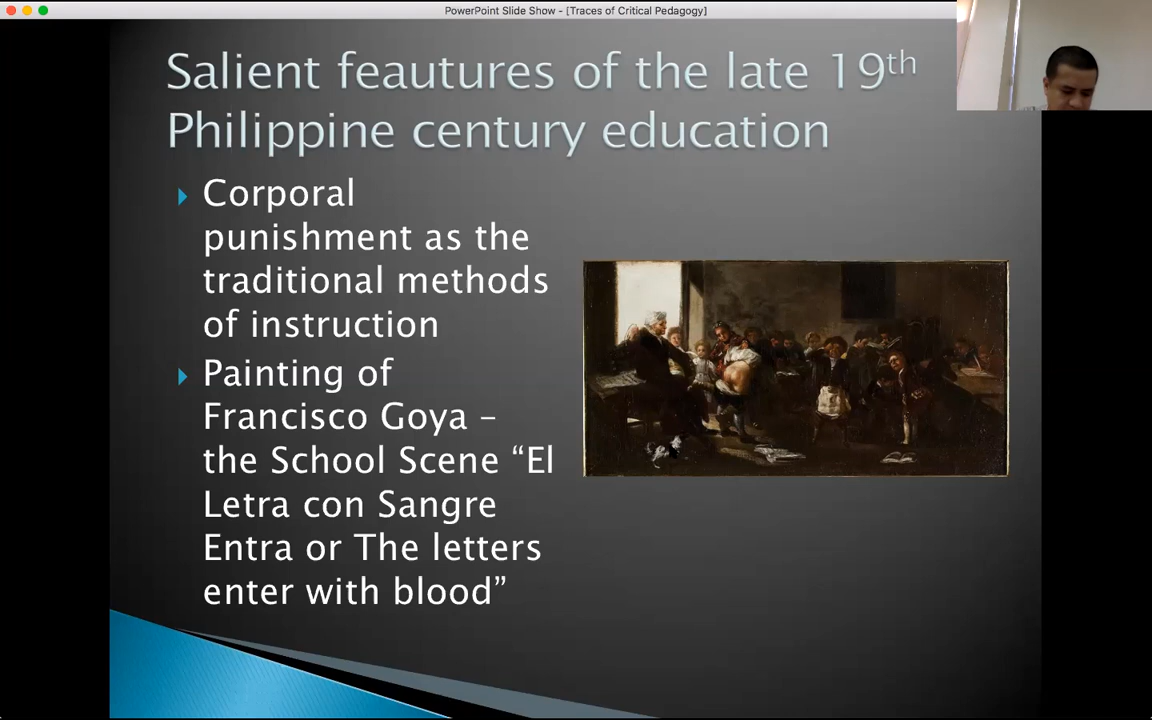 PowerPoint Slide Show - [Traces of Critical Pedagogy]
Salient feautures of the late 19th
Philippine century education
Corporal
punishment as the
traditional methods
of instruction
Painting of
Francisco Goya –
the School Scene “El
Letra con Sangre
Entra or The letters
enter with blood”